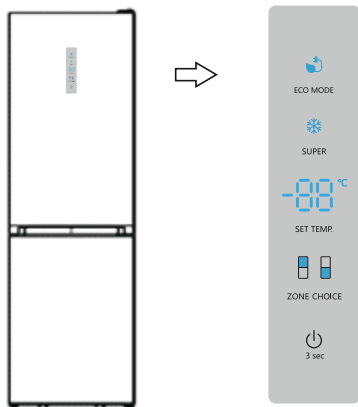 ECO MODE
SUPER
-88 °C
SET TEMP.
ZONE CHOICE
3 sec